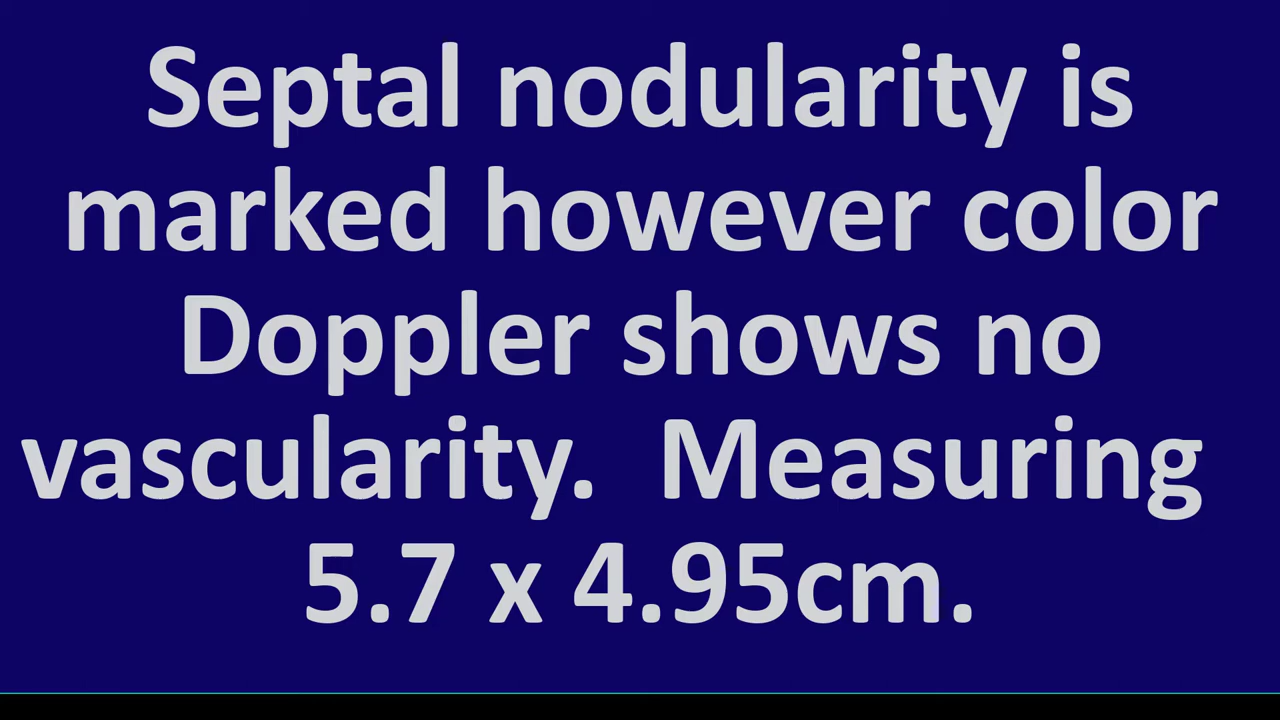 Septal nodularity is
marked however color
Doppler shows no
vascularity.  Measuring
5.7 x 4.95cm.